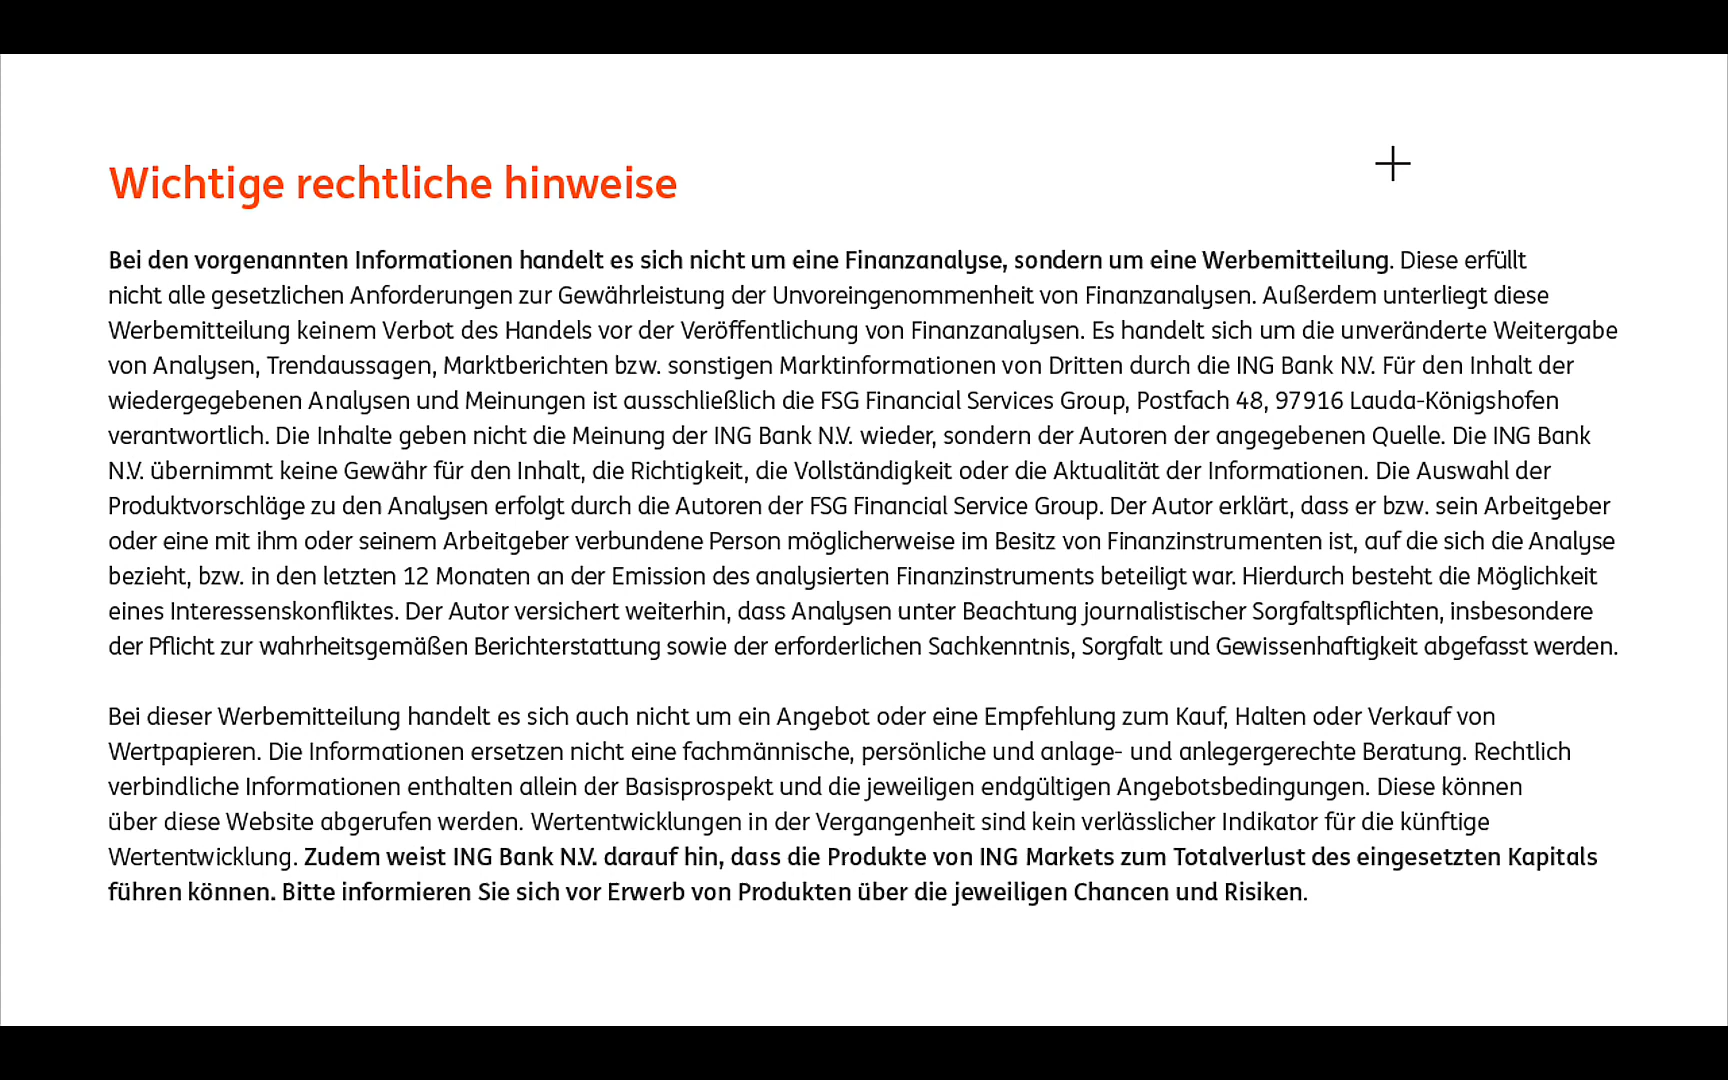 Wichtige rechtliche hinweise
Bei den vorgenannten Informationen handelt es sich nicht um eine Finanzanalyse, sondern um eine Werbemitteilung. Diese erfüllt
nicht alle gesetzlichen Anforderungen zur Gewährleistung der Unvoreingenommenheit von Finanzanalysen. Außerdem unterliegt diese
Werbemitteilung keinem Verbot des Handels vor der Veröffentlichung von Finanzanalysen. Es handelt sich um die unveränderte Weitergabe
von Analysen, Trendaussagen, Marktberichten bzw. sonstigen Marktinformationen von Dritten durch die ING Bank N.V. Für den Inhalt der
wiedergegebenen Analysen und Meinungen ist ausschließlich die FSG Financial Services Group, Postfach 48, 97916 Lauda-Königshofen
verantwortlich. Die Inhalte geben nicht die Meinung der ING Bank N.V. wieder, sondern der Autoren der angegebenen Quelle. Die ING Bank
N.V. übernimmt keine Gewähr für den Inhalt, die Richtigkeit, die Vollständigkeit oder die Aktualität der Informationen. Die Auswahl der
Produktvorschläge zu den Analysen erfolgt durch die Autoren der FSG Financial Service Group. Der Autor erklärt, dass er bzw. sein Arbeitgeber
oder eine mit ihm oder seinem Arbeitgeber verbundene Person möglicherweise im Besitz von Finanzinstrumenten ist, auf die sich die Analyse
bezieht, bzw. in den letzten 12 Monaten an der Emission des analysierten Finanzinstruments beteiligt war. Hierdurch besteht die Möglichkeit
eines Interessenskonfliktes. Der Autor versichert weiterhin, dass Analysen unter Beachtung journalistischer Sorgfaltspflichten, insbesondere
der Pflicht zur wahrheitsgemäßen Berichterstattung sowie der erforderlichen Sachkenntnis, Sorgfalt und Gewissenhaftigkeit abgefasst werden.
Bei dieser Werbemitteilung handelt es sich auch nicht um ein Angebot oder eine Empfehlung zum Kauf, Halten oder Verkauf von
Wertpapieren. Die Informationen ersetzen nicht eine fachmännische, persönliche und anlage- und anlegergerechte Beratung. Rechtlich
verbindliche Informationen enthalten allein der Basisprospekt und die jeweiligen endgültigen Angebotsbedingungen. Diese können
über diese Website abgerufen werden. Wertentwicklungen in der Vergangenheit sind kein verlässlicher Indikator für die künftige
Wertentwicklung. Zudem weist ING Bank N.V. darauf hin, dass die Produkte von ING Markets zum Totalverlust des eingesetzten Kapitals
führen können. Bitte informieren Sie sich vor Erwerb von Produkten über die jeweiligen Chancen und Risiken.